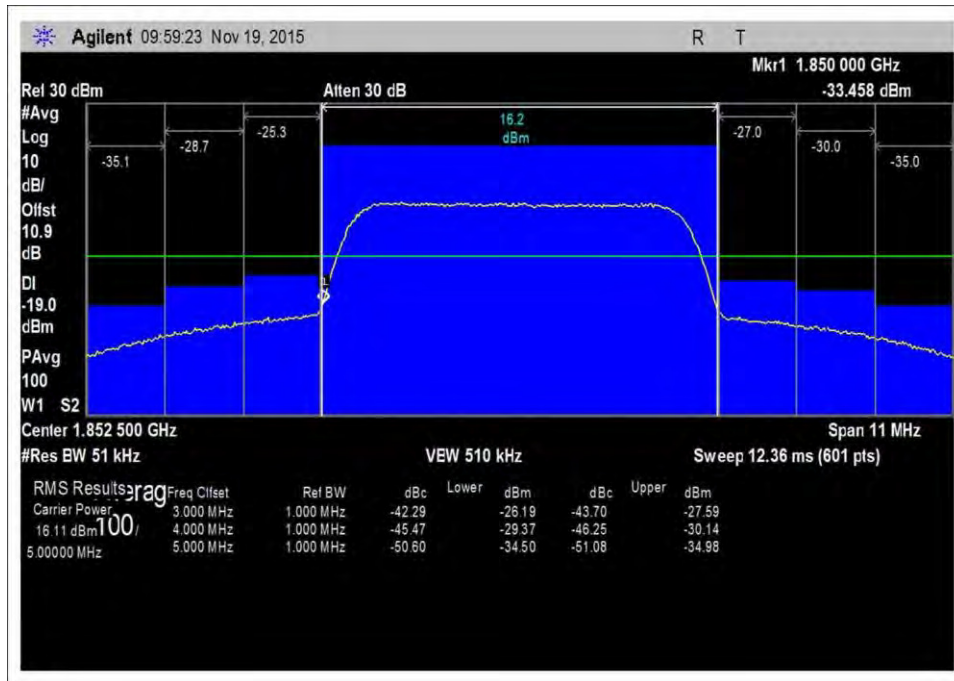 Agilent 09:59:23 Nov 19, 2015 R T
Mkr1 1.850 000 GHz
Rel 30 dBm Atten 30 dB -33.458 dBm
#Avg
Log
10
dB/
Offst
10.9
dB
DI
-19.0
dBm
PAvg
100
W1 S2
-35.1 -28.7 -25.3 16.2 dBm -27.0 -30.0 -35.0
1
Center 1.852 500 GHz Span 11 MHz
#Res BW 51 kHz VEW 510 kHz Sweep 12.36 ms (601 pts)
RMS Results Freq Clfset Ref BW dBc Lower dBm dBc Upper dBm
Carrier Power 3.000 MHz 1.000 MHz -42.29 -26.19 -43.70 -27.59
16.11 dBm 100/ 4.000 MHz 1.000 MHz -45.47 -29.37 -46.25 -30.14
5.00000 MHz 5.000 MHz 1.000 MHz -50.60 -34.50 -51.08 -34.98